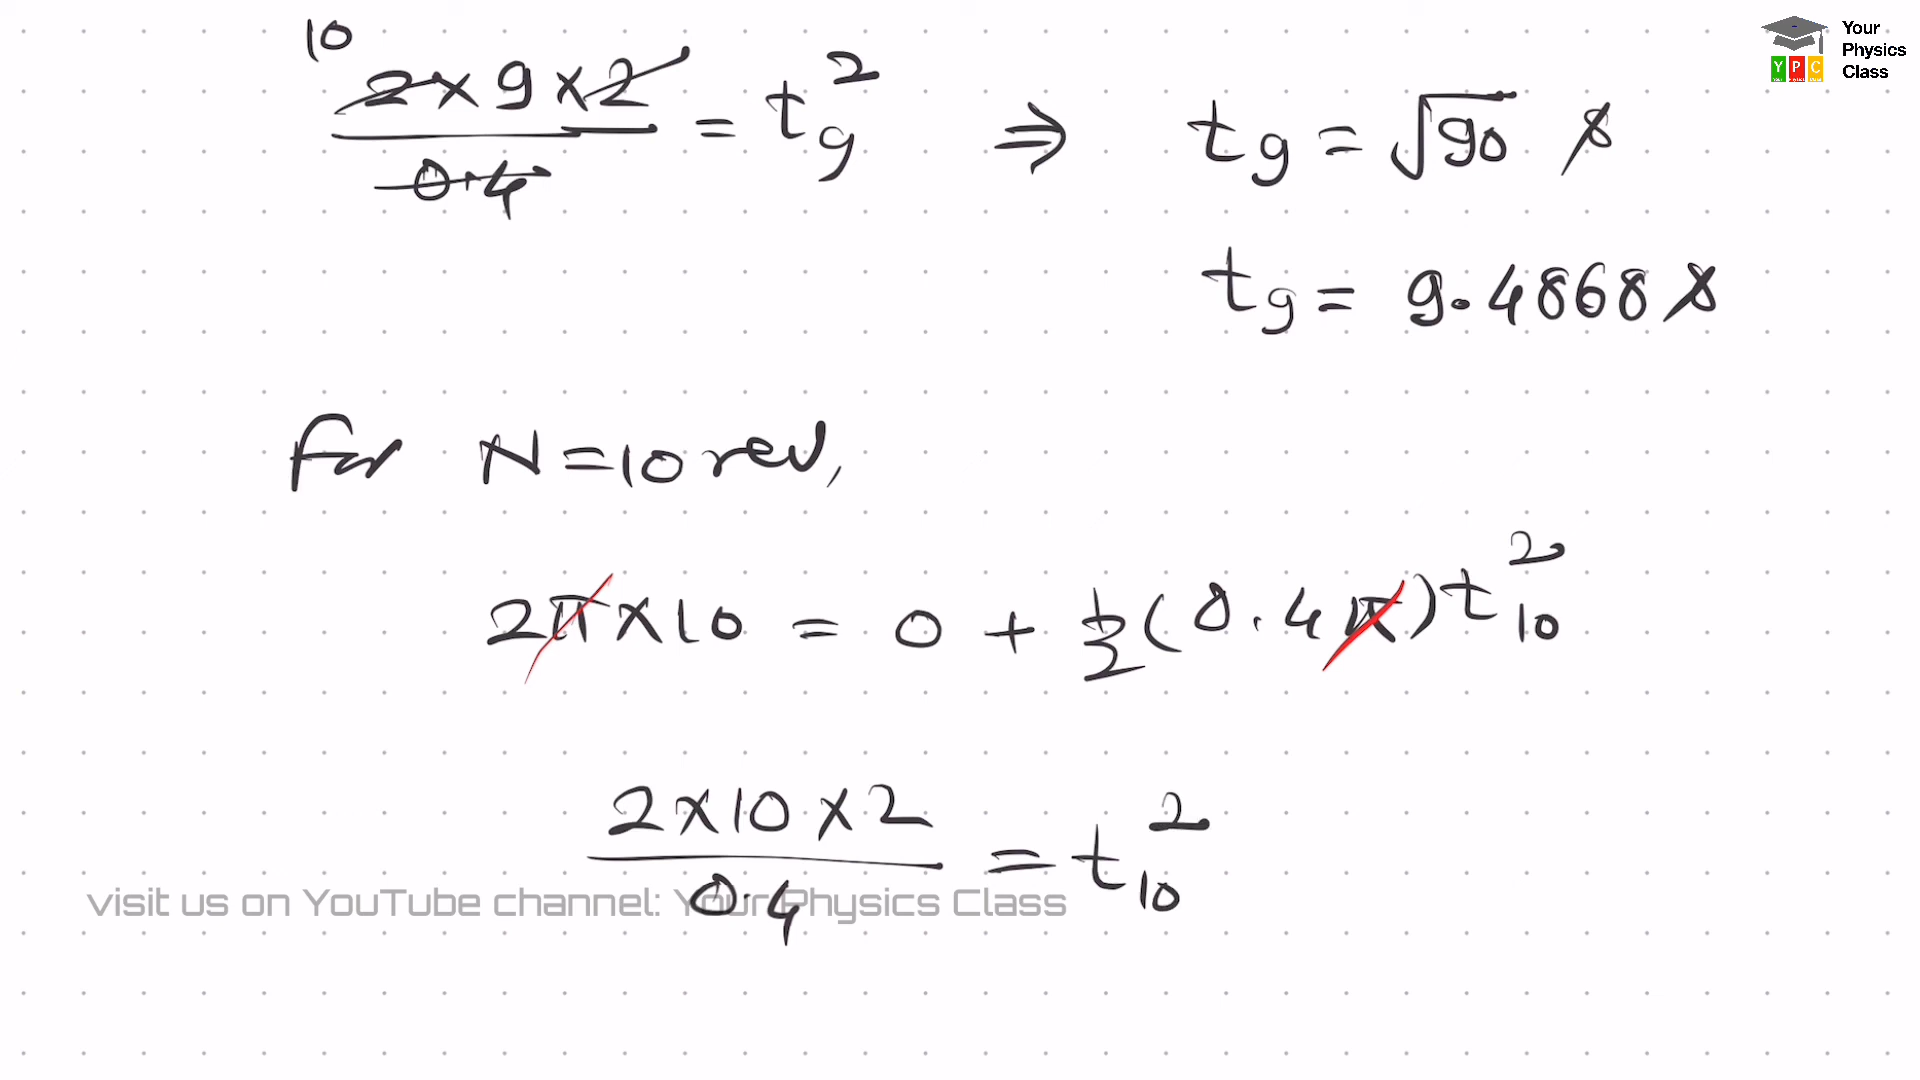 Your
Physics
Class
Y P C
10
2 × 9 × 2 / 0.4 = t₉² ⇒ t₉ = √90 s
t₉ = 9.4868 s
For N = 10 rev,
2π × 10 = 0 + 1/2 (0.4π) t₁₀²
2 × 10 × 2 / 0.4 = t₁₀²
visit us on YouTube channel: Your Physics Class